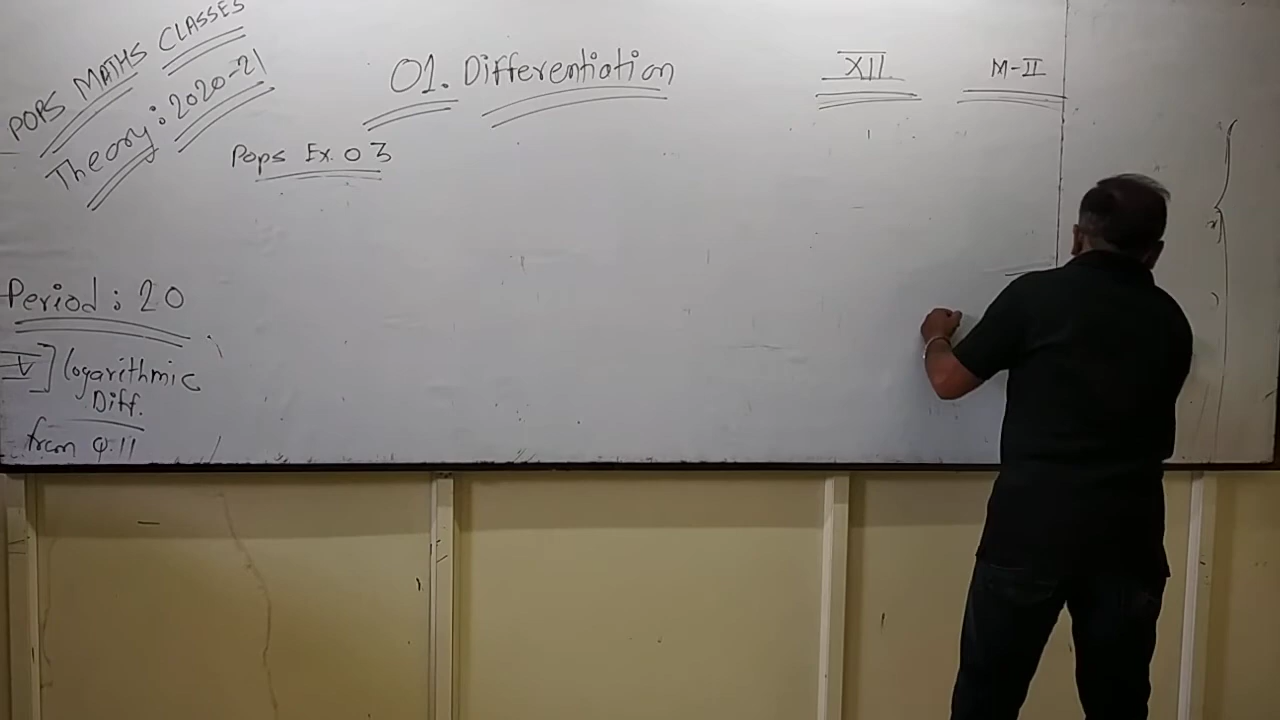 POPS MATHS CLASSES
Theory : 2020-21
01. Differentiation
XII
M-II
Pops Ex. 03
Period : 20
V] Logarithmic
Diff.
from Q.11